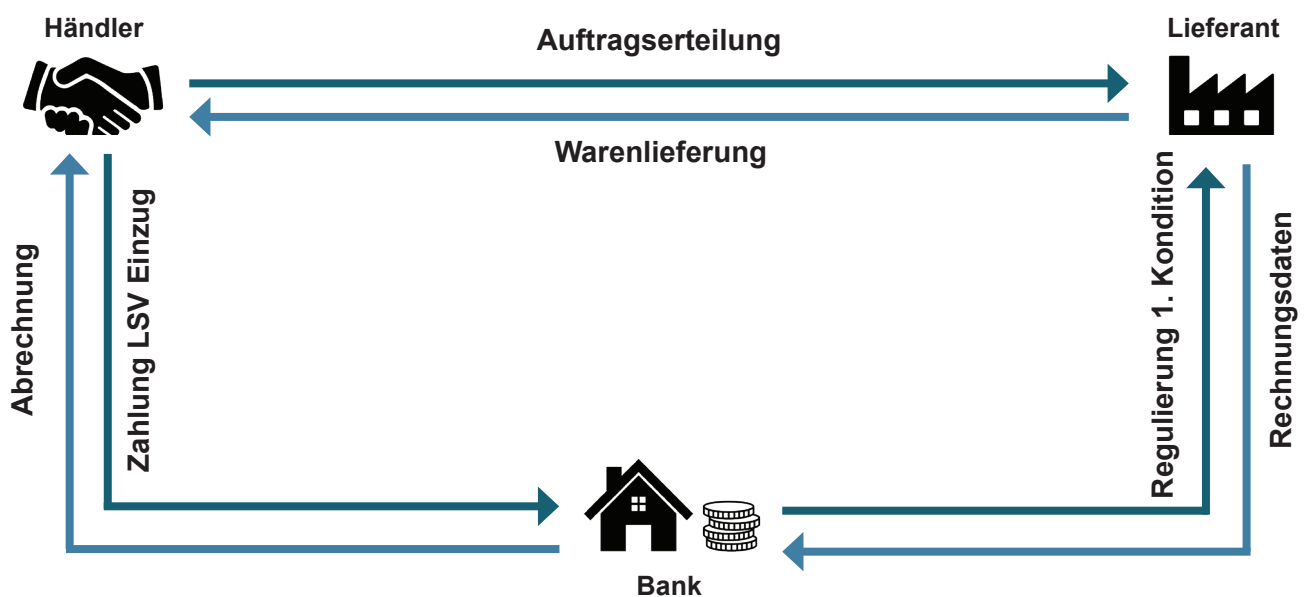 Händler
Auftragserteilung
Lieferant
Warenlieferung
Abrechnung
Zahlung LSV Einzug
Regulierung 1. Kondition
Rechnungsdaten
Bank